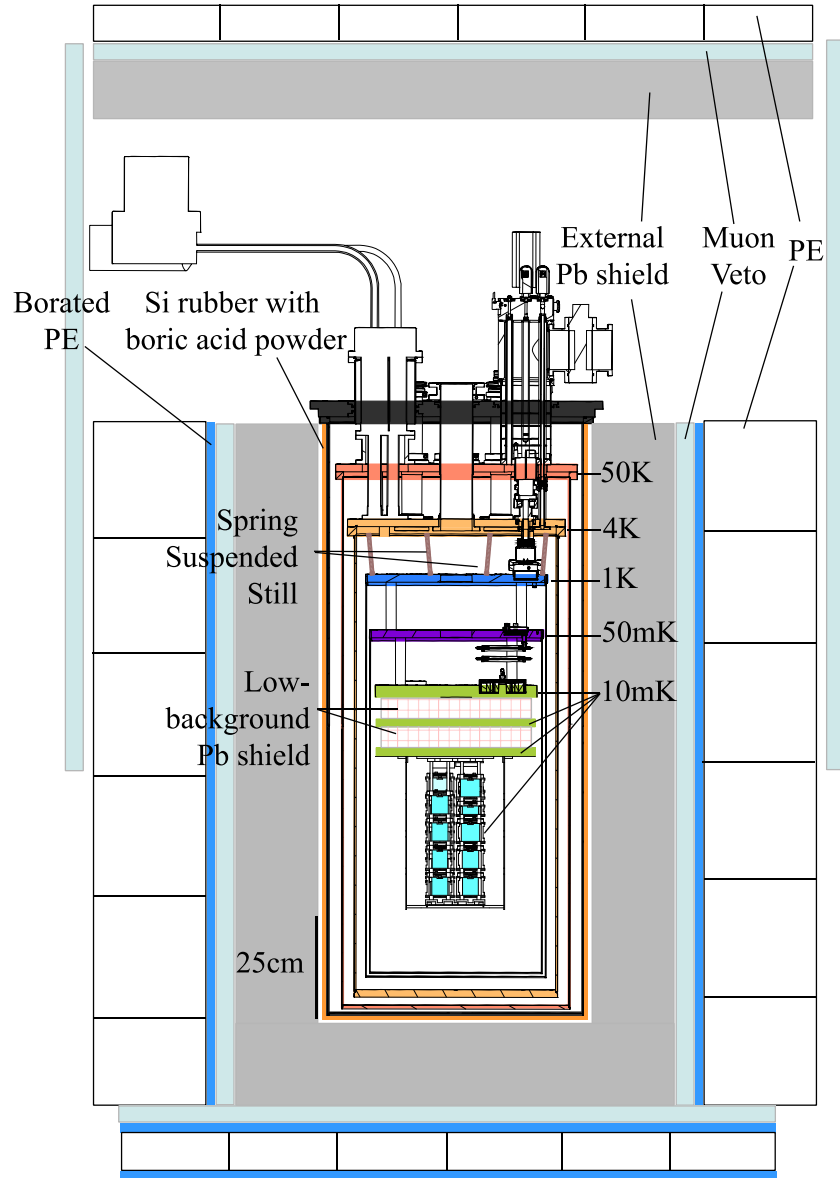 External
Pb shield
Muon
Veto
PE
Borated
PE
Si rubber with
boric acid powder
50K
4K
Spring
Suspended
Still
1K
50mK
Low-
background
Pb shield
10mK
25cm